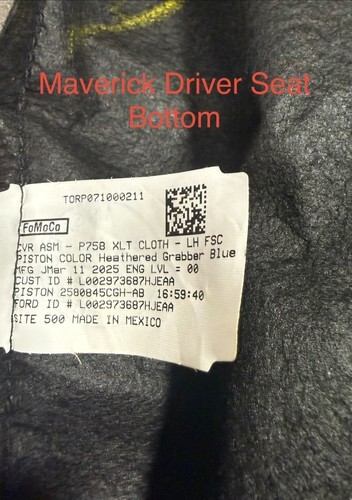 Maverick Driver Seat
Bottom
TORP071000211
FoMoCo
CVR ASM - P758 XLT CLOTH - LH FSC
PISTON COLOR Heathered Grabber Blue
MFG JMar 11 2025 ENG LVL = 00
CUST ID # L002973687HJEAA
PISTON 2580845CGH-AB 16:59:40
FORD ID # L002973687HJEAA
SITE 500 MADE IN MEXICO